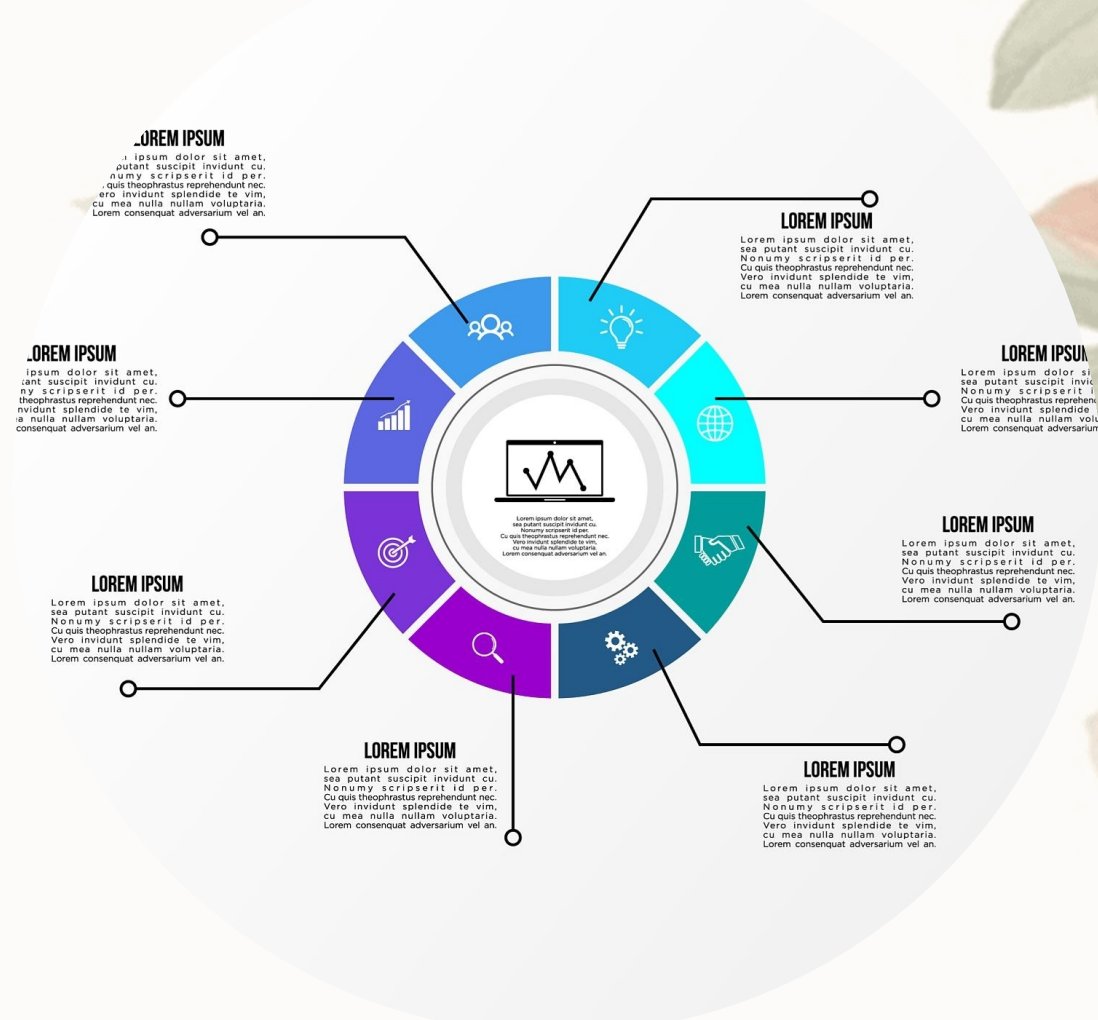 OREM IPSUM
ipsum dolor sit amet,
putant suscipit invidunt cu.
numy scripserit id per.
quis theophrastus reprehendunt nec.
ero invidunt splendide te vim,
cu mea nulla nullam voluptaria.
Lorem consenquat adversarium vel an.
LOREM IPSUM
Lorem ipsum dolor sit amet,
sea putant suscipit invidunt cu.
Nonumy scripserit id per.
Cu quis theophrastus reprehendunt nec.
Vero invidunt splendide te vim,
cu mea nulla nullam voluptaria.
Lorem consenquat adversarium vel an.
OREM IPSUM
ipsum dolor sit amet,
suscipit invidunt cu.
scripserit id per.
theophrastus reprehendunt nec.
nvidunt splendide te vim,
nulla nullam voluptaria.
consenquat adversarium vel an.
LOREM IPSUM
Lorem ipsum dolor si
sea putant suscipit invid
Nonumy scripserit i
Cu quis theophrastus reprehen
Vero invidunt splendide
cu mea nulla nullam volu
Lorem consenquat adversarium
Lorem ipsum dolor sit amet,
sea putant suscipit invidunt cu.
Nonumy scripserit id per.
Cu quis theophrastus reprehendunt nec.
Vero invidunt splendide te vim,
cu mea nulla nullam voluptaria.
Lorem consenquat adversarium vel an.
LOREM IPSUM
Lorem ipsum dolor sit amet,
sea putant suscipit invidunt cu.
Nonumy scripserit id per.
Cu quis theophrastus reprehendunt nec.
Vero invidunt splendide te vim,
cu mea nulla nullam voluptaria.
Lorem consenquat adversarium vel an.
LOREM IPSUM
Lorem ipsum dolor sit amet,
sea putant suscipit invidunt cu.
Nonumy scripserit id per.
Cu quis theophrastus reprehendunt nec.
Vero invidunt splendide te vim,
cu mea nulla nullam voluptaria.
Lorem consenquat adversarium vel an.
LOREM IPSUM
Lorem ipsum dolor sit amet,
sea putant suscipit invidunt cu.
Nonumy scripserit id per.
Cu quis theophrastus reprehendunt nec.
Vero invidunt splendide te vim,
cu mea nulla nullam voluptaria.
Lorem consenquat adversarium vel an.
LOREM IPSUM
Lorem ipsum dolor sit amet,
sea putant suscipit invidunt cu.
Nonumy scripserit id per.
Cu quis theophrastus reprehendunt nec.
Vero invidunt splendide te vim,
cu mea nulla nullam voluptaria.
Lorem consenquat adversarium vel an.